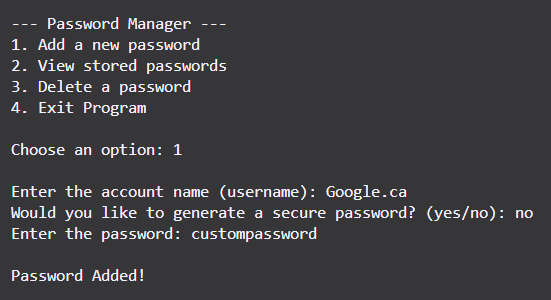 --- Password Manager ---
1. Add a new password
2. View stored passwords
3. Delete a password
4. Exit Program
Choose an option: 1
Enter the account name (username): Google.ca
Would you like to generate a secure password? (yes/no): no
Enter the password: custompassword
Password Added!